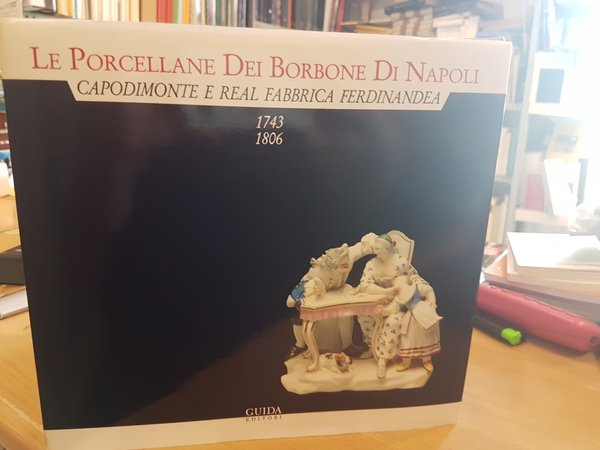 LE PORCELLANE DEI BORBONE DI NAPOLI
CAPODIMONTE E REAL FABBRICA FERDINANDEA
1743
1806
GUIDA
EDITORI